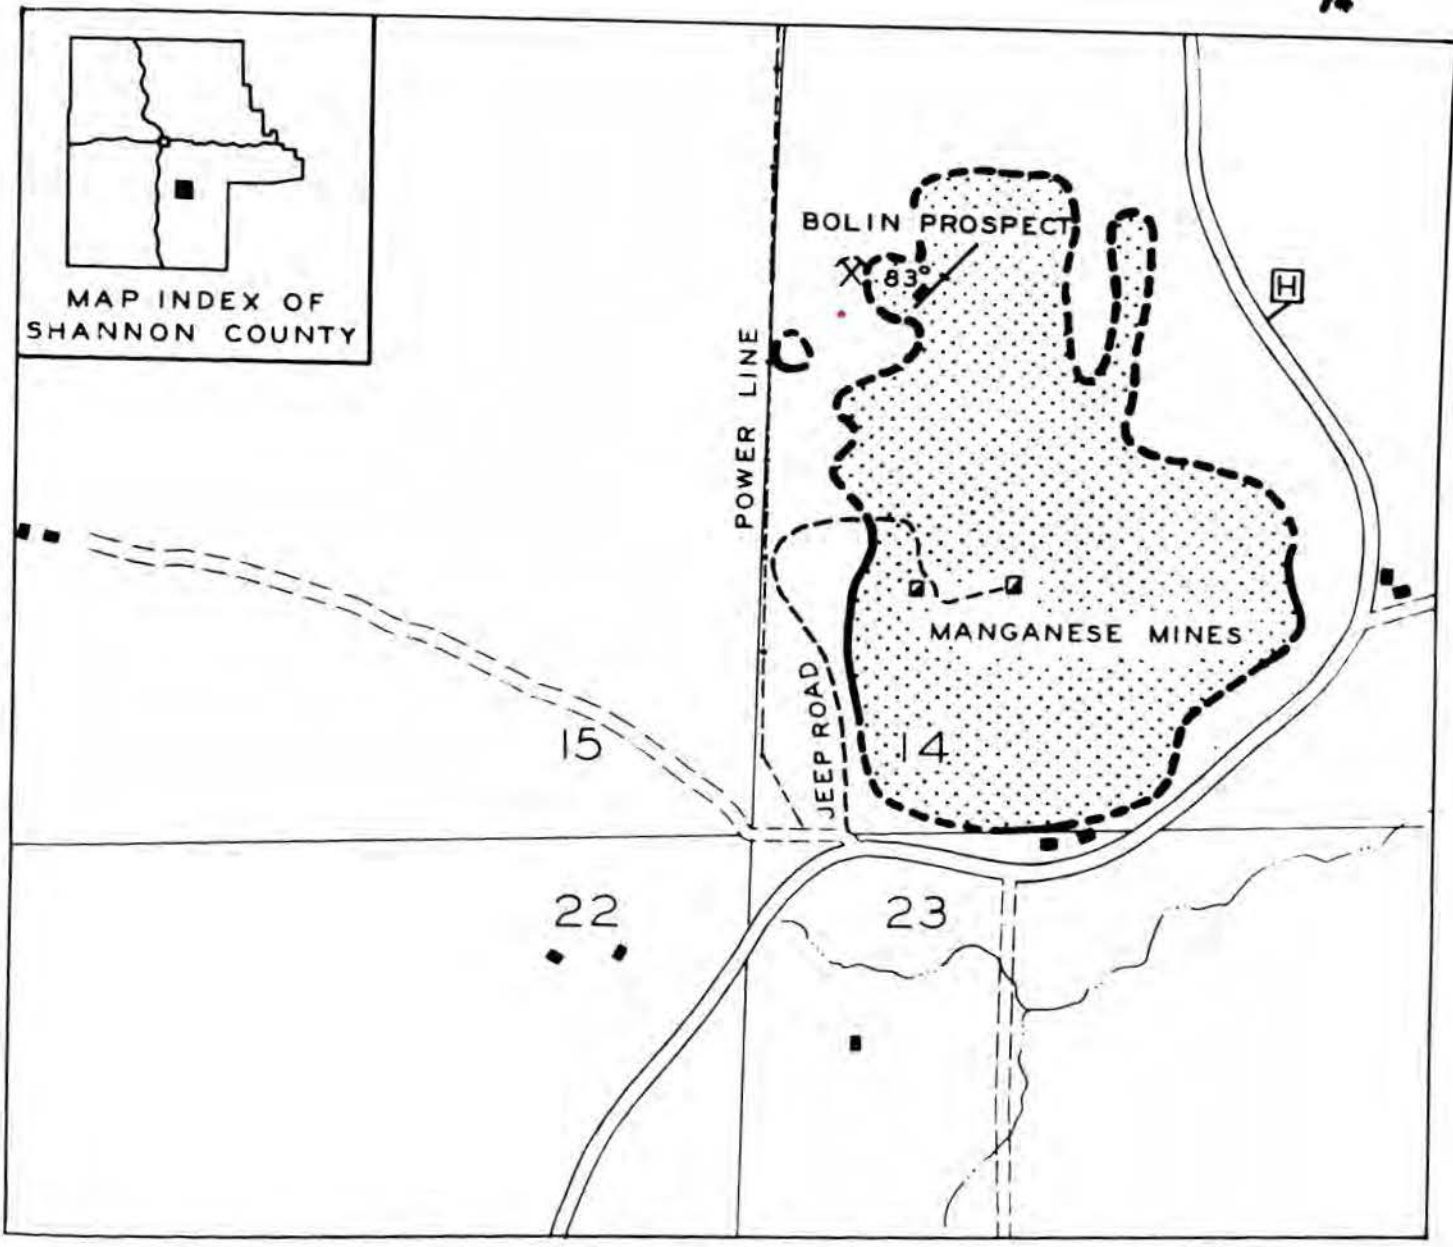 MAP INDEX OF
SHANNON COUNTY
BOLIN PROSPECT
83°
H
POWER LINE
MANGANESE MINES
JEEP ROAD
15
14
22
23